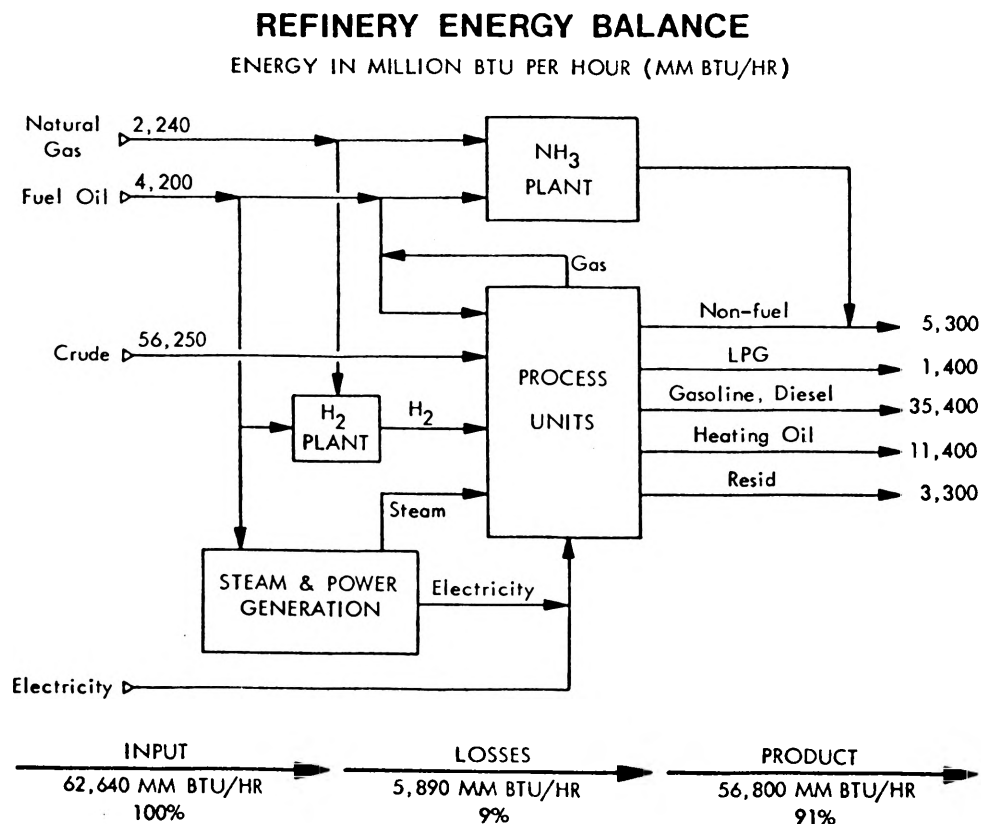 REFINERY ENERGY BALANCE
ENERGY IN MILLION BTU PER HOUR (MM BTU/HR)
Natural
Gas
2,240
NH3
PLANT
Fuel Oil
4,200
Gas
Non-fuel
5,300
Crude
56,250
LPG
1,400
PROCESS
UNITS
Gasoline, Diesel
35,400
H2
PLANT
H2
Heating Oil
11,400
Resid
3,300
Steam
STEAM & POWER
GENERATION
Electricity
Electricity
INPUT
62,640 MM BTU/HR
100%
LOSSES
5,890 MM BTU/HR
9%
PRODUCT
56,800 MM BTU/HR
91%